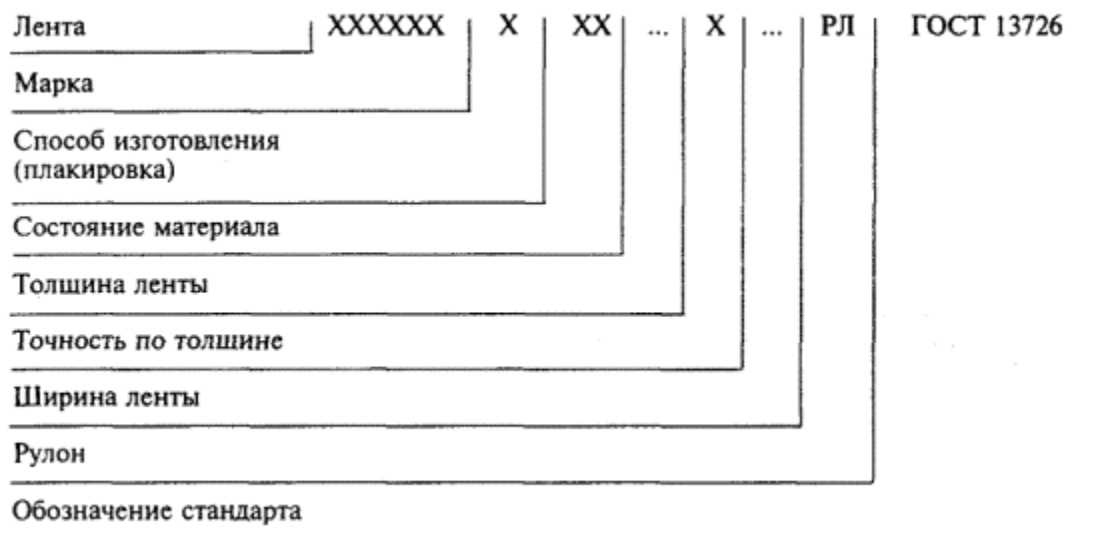 Лента XXXXXX X XX ... X ... РЛ ГОСТ 13726
Марка
Способ изготовления
(плакировка)
Состояние материала
Толщина ленты
Точность по толщине
Ширина ленты
Рулон
Обозначение стандарта